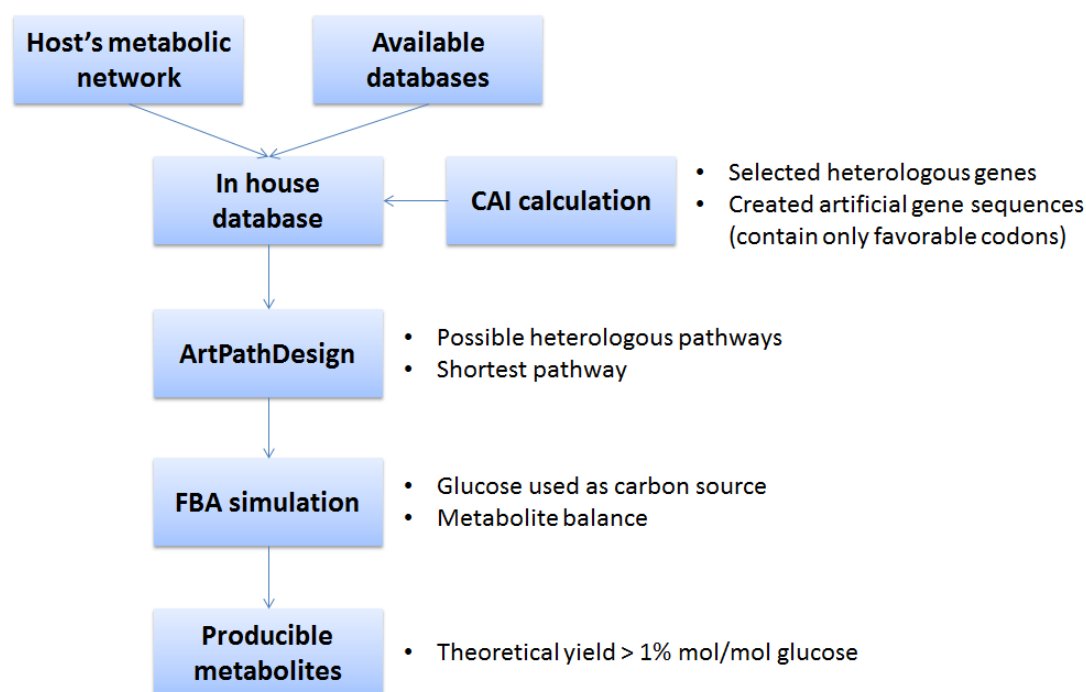 Host's metabolic
network
Available
databases
In house
database
CAI calculation
• Selected heterologous genes
• Created artificial gene sequences
(contain only favorable codons)
ArtPathDesign
• Possible heterologous pathways
• Shortest pathway
FBA simulation
• Glucose used as carbon source
• Metabolite balance
Producible
metabolites
• Theoretical yield > 1% mol/mol glucose